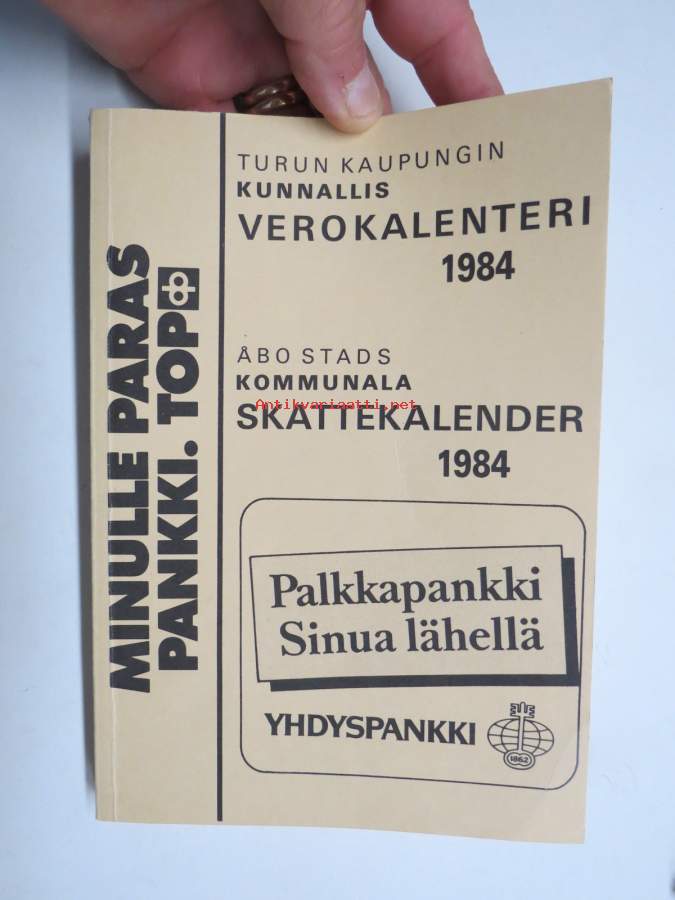 MINULLE PARAS
PANKKI. TOP
TURUN KAUPUNGIN
KUNNALLIS
VEROKALENTERI
1984
ÅBO STADS
KOMMUNALA
Antikvariaatti.net
SKATTEKALENDER
1984
Palkkapankki
Sinua lähellä
YHDYSPANKKI
1862